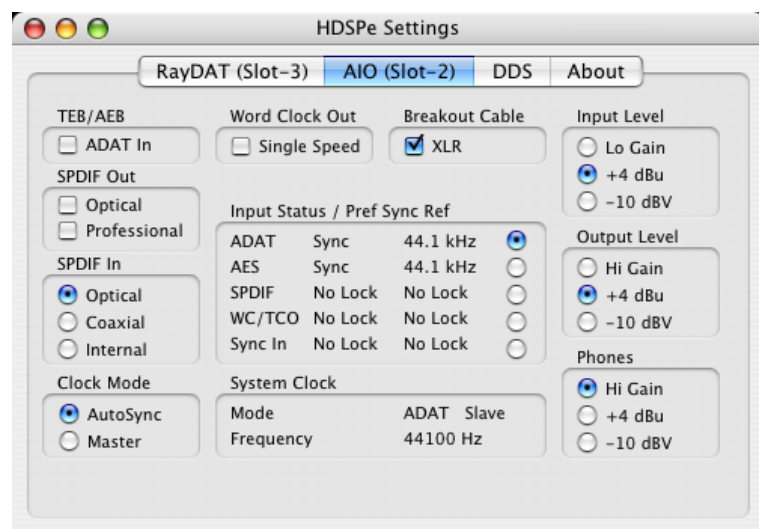 HDSPe Settings
RayDAT (Slot-3) AIO (Slot-2) DDS About
TEB/AEB
ADAT In
SPDIF Out
Optical
Professional
SPDIF In
Optical
Coaxial
Internal
Clock Mode
AutoSync
Master
Word Clock Out
Single Speed
Breakout Cable
XLR
Input Status / Pref Sync Ref
ADAT Sync 44.1 kHz
AES Sync 44.1 kHz
SPDIF No Lock No Lock
WC/TCO No Lock No Lock
Sync In No Lock No Lock
System Clock
Mode ADAT Slave
Frequency 44100 Hz
Input Level
Lo Gain
+4 dBu
-10 dBV
Output Level
Hi Gain
+4 dBu
-10 dBV
Phones
Hi Gain
+4 dBu
-10 dBV